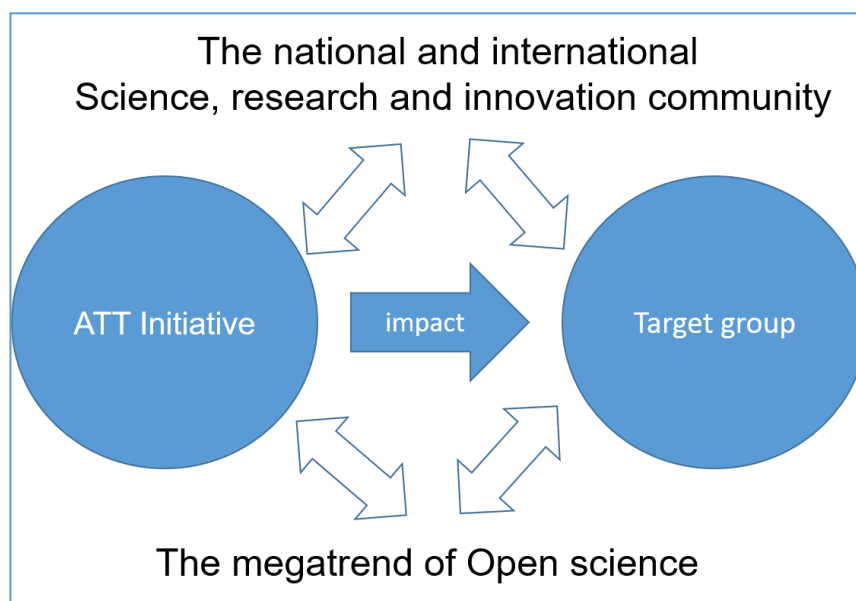 The national and international
Science, research and innovation community
ATT Initiative
impact
Target group
The megatrend of Open science